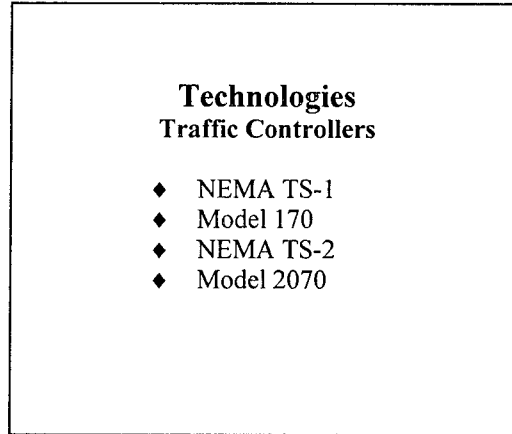 Technologies
Traffic Controllers
♦ NEMA TS-1
♦ Model 170
♦ NEMA TS-2
♦ Model 2070